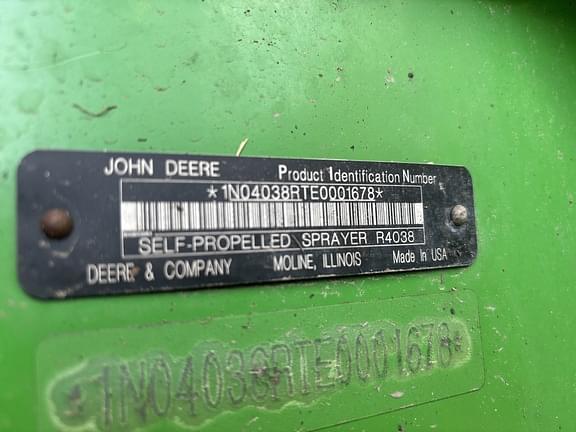 JOHN DEERE Product Identification Number
*1N04038RTE0001678*
SELF-PROPELLED SPRAYER R4038
DEERE & COMPANY MOLINE, ILLINOIS Made In USA
*1N04038RTE0001678*